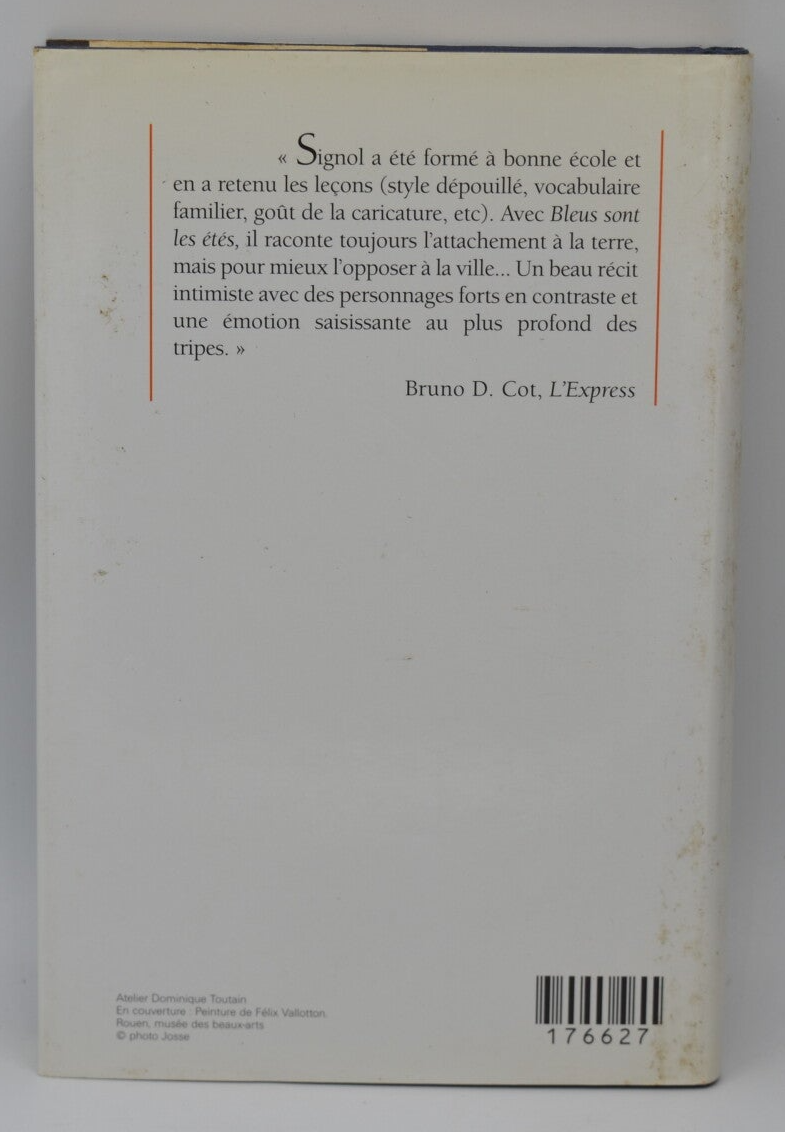 « Signol a été formé à bonne école et
en a retenu les leçons (style dépouillé, vocabulaire
familier, goût de la caricature, etc). Avec Bleus sont
les étés, il raconte toujours l'attachement à la terre,
mais pour mieux l'opposer à la ville... Un beau récit
intimiste avec des personnages forts en contraste et
une émotion saisissante au plus profond des
tripes. »
Bruno D. Cot, L'Express
Atelier Dominique Toutain
En couverture : Peinture de Félix Vallotton
Rouen, musée des beaux-arts
© photo Josse
176627